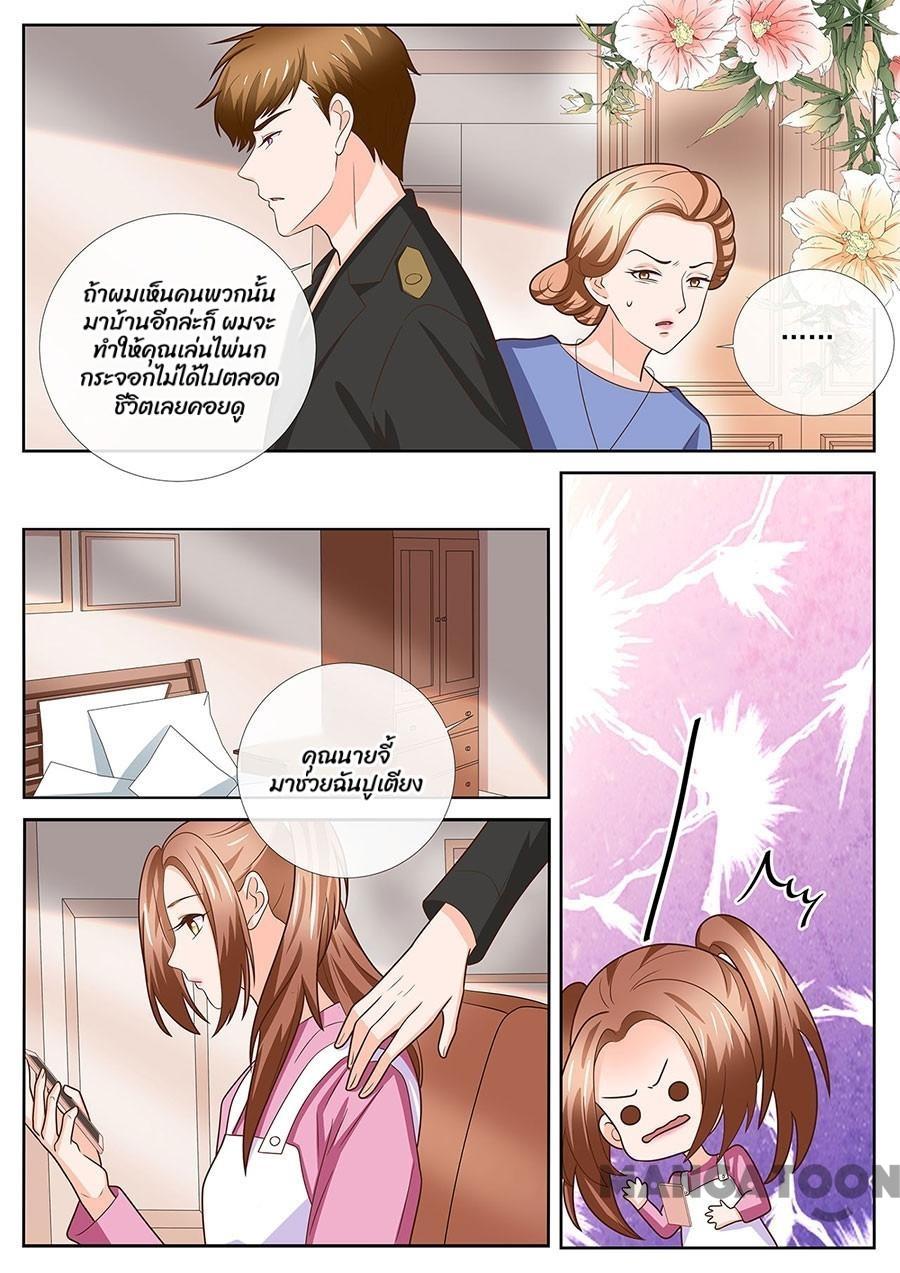 ถ้าผมเห็นคนพวกนั้น
มาบ้านอีกล่ะก็ ผมจะ
ทำให้คุณเล่นไพ่นก
กระจอกไม่ได้ไปตลอด
ชีวิตเลยคอยดู
......
คุณนายจี้
มาช่วยฉันปูเตียง
MANGATOON